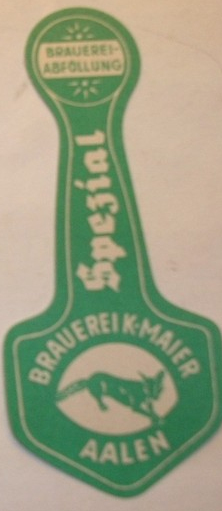 BRAUEREI-
ABFÜLLUNG
Spezial
BRAUEREI K·MAIER
AALEN